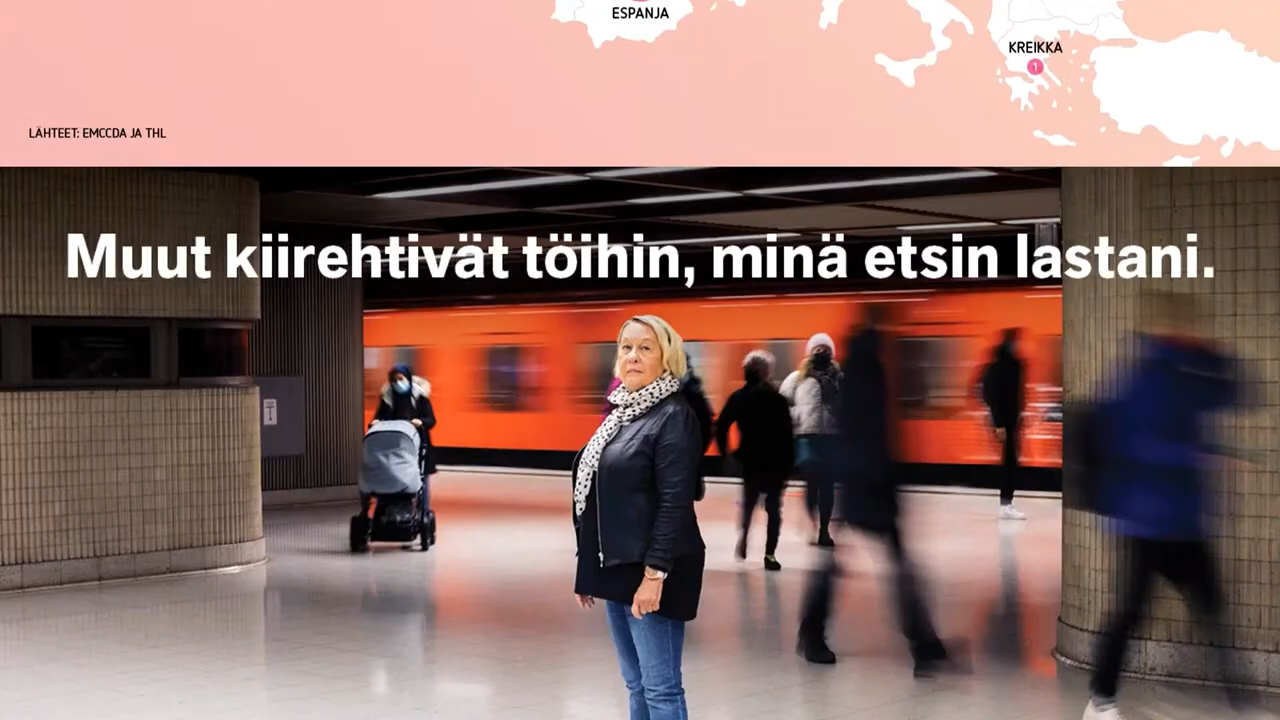 ESPANJA
KREIKKA
1
LÄHTEET: EMCCDA JA THL
Muut kiirehtivät töihin, minä etsin lastani.